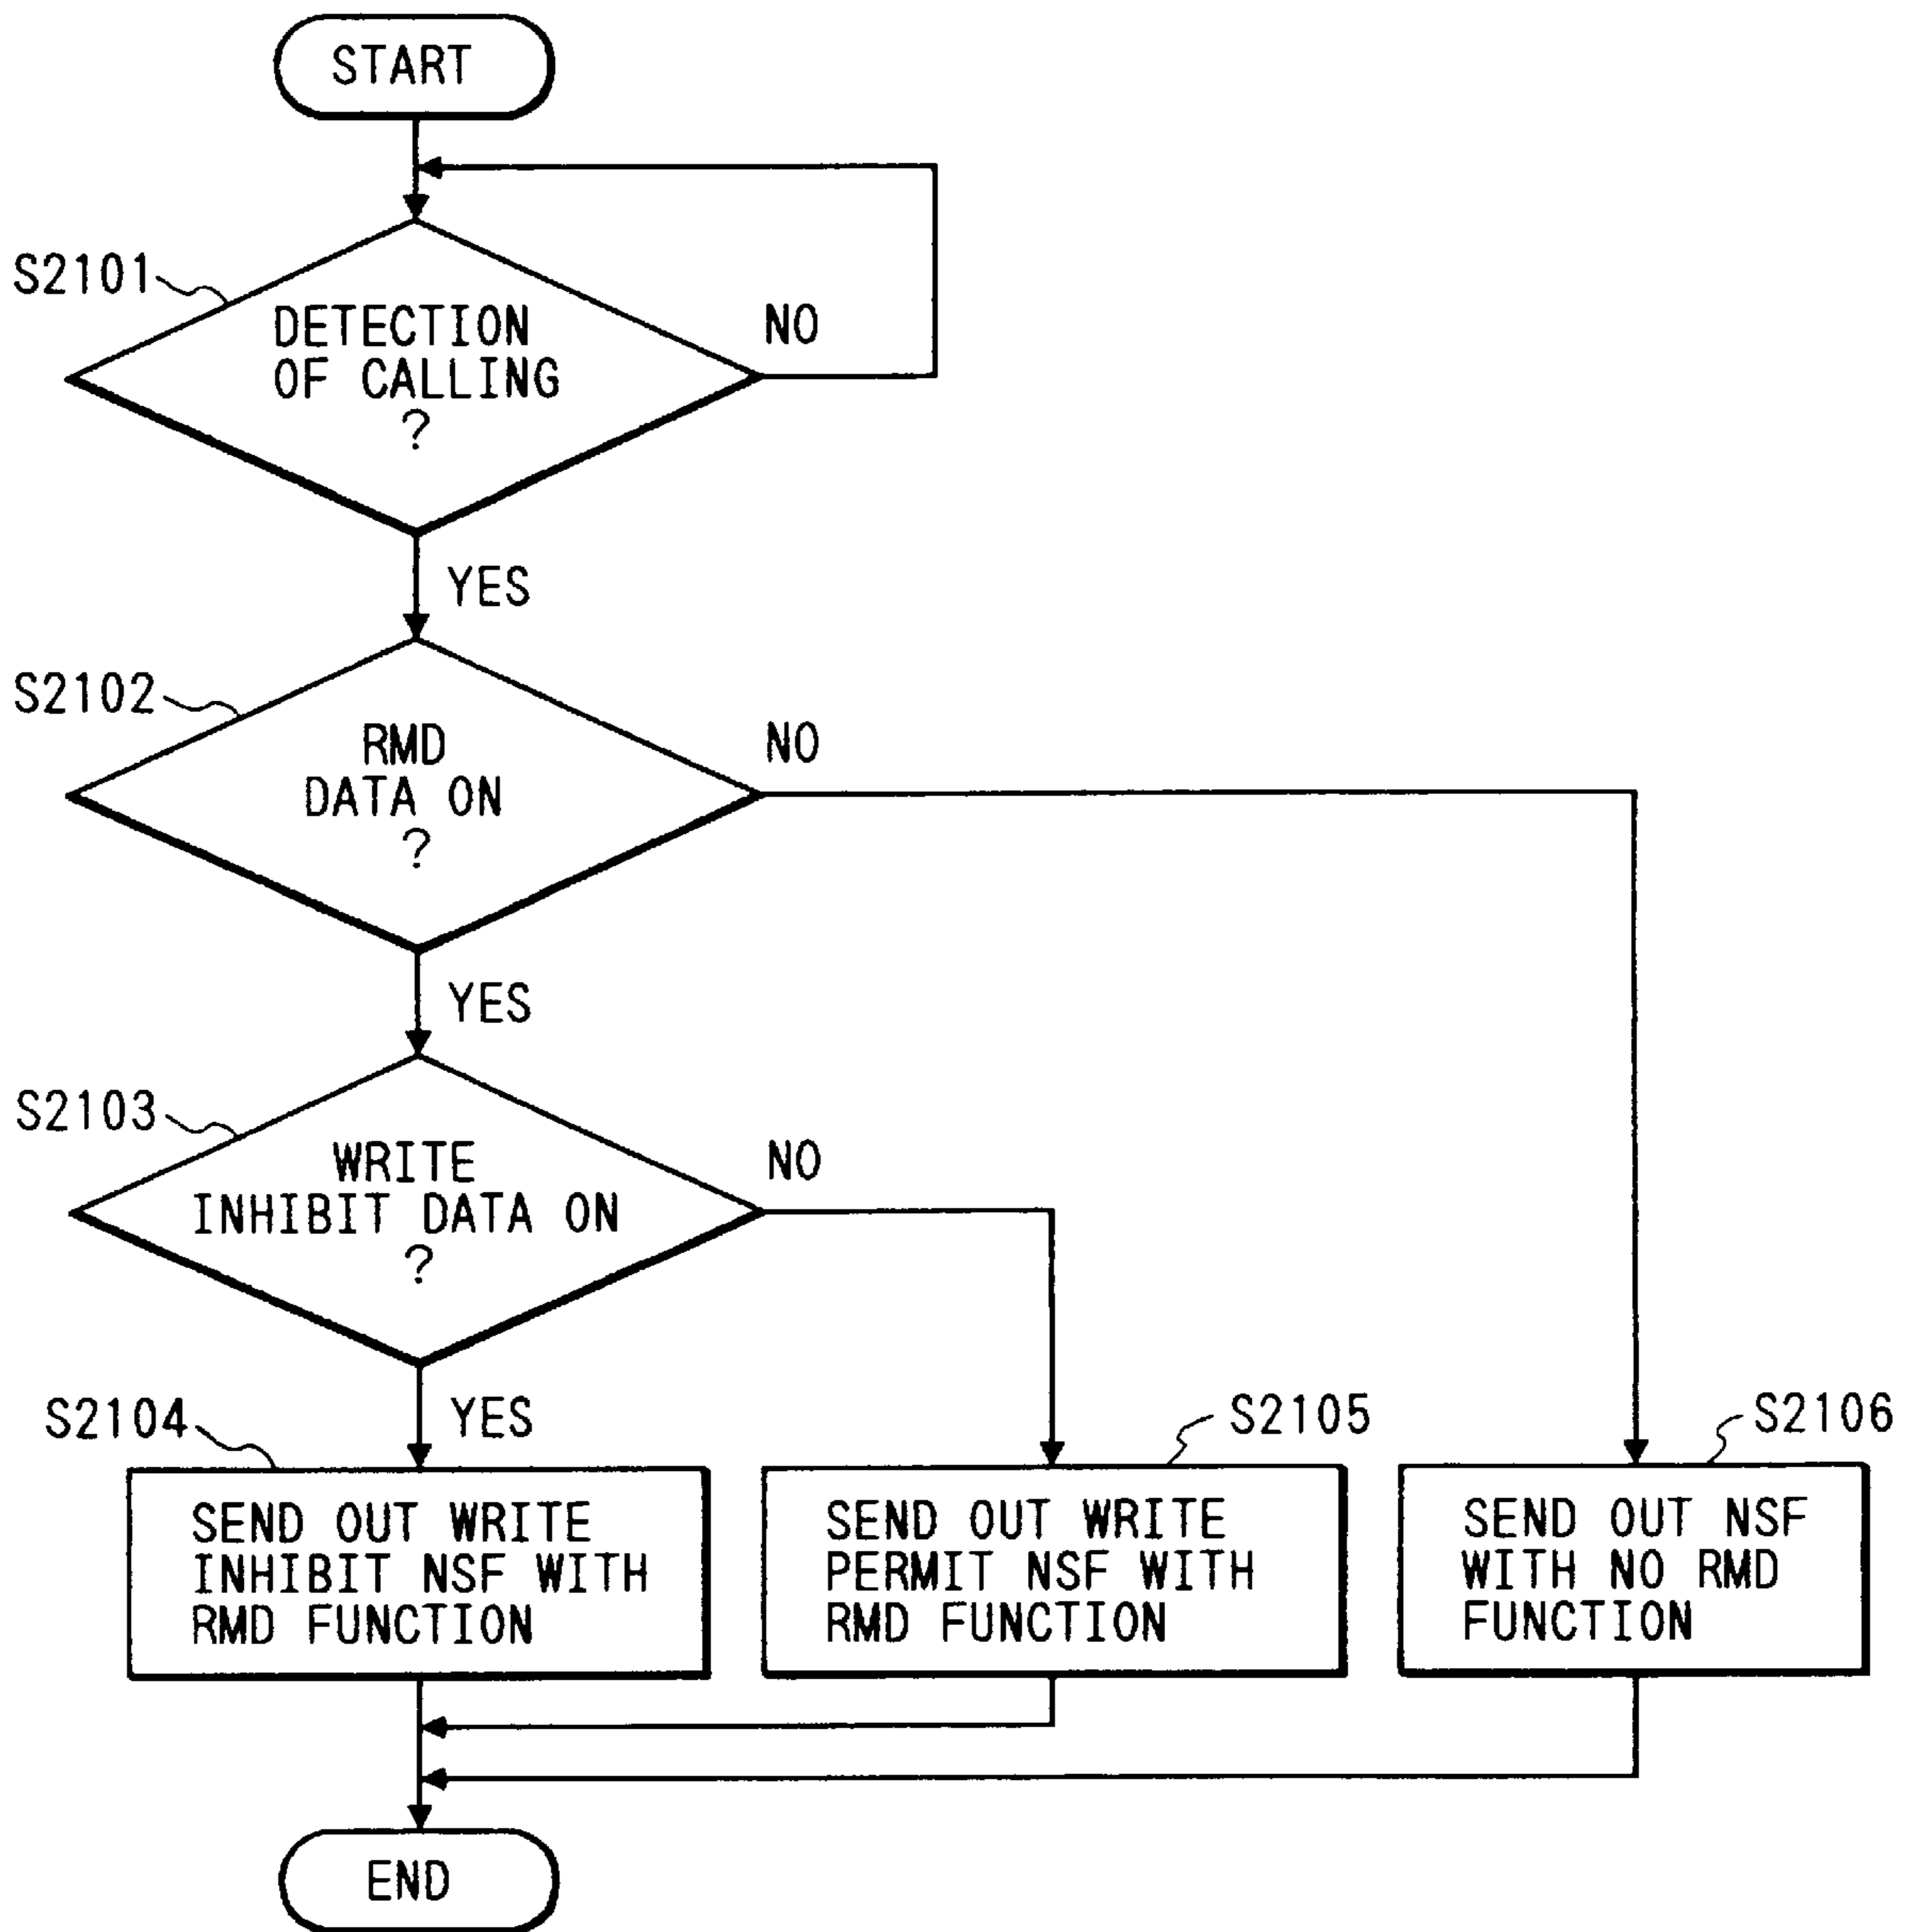 START
S2101
DETECTION
OF CALLING
?
NO
YES
S2102
RMD
DATA ON
?
NO
YES
S2103
WRITE
INHIBIT DATA ON
?
NO
YES
S2104
SEND OUT WRITE
INHIBIT NSF WITH
RMD FUNCTION
S2105
SEND OUT WRITE
PERMIT NSF WITH
RMD FUNCTION
S2106
SEND OUT NSF
WITH NO RMD
FUNCTION
END